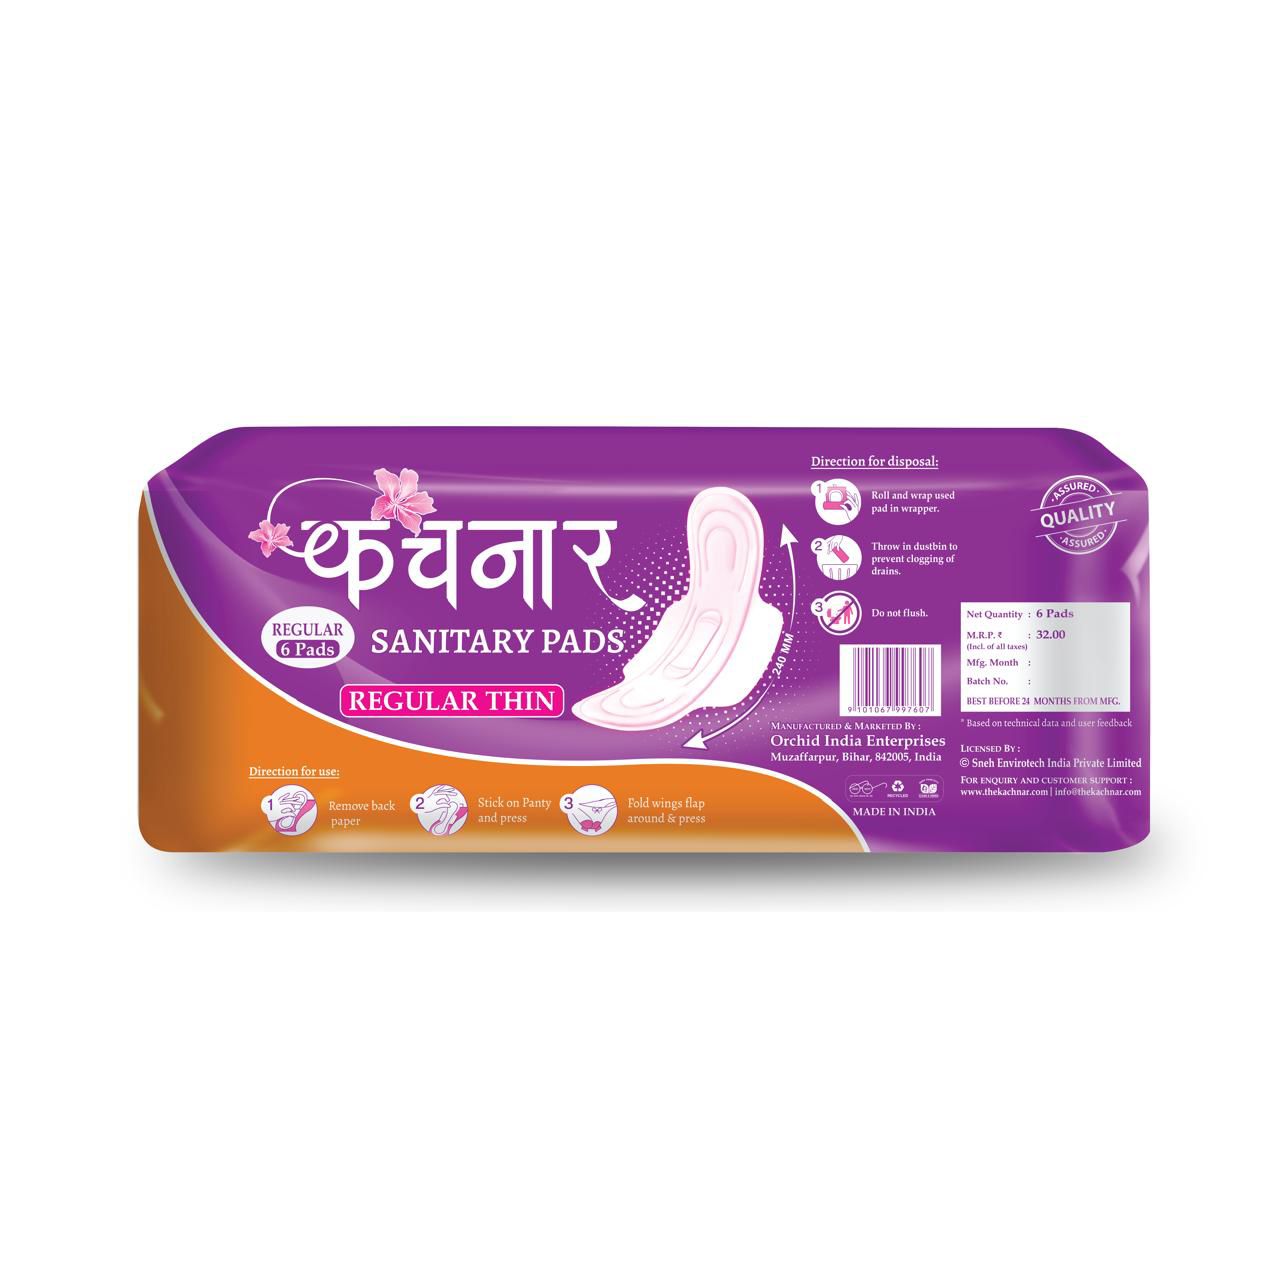 कचनार
REGULAR
6 Pads
SANITARY PADS
REGULAR THIN
240 MM
Direction for use:
1
Remove back
paper
2
Stick on Panty
and press
3
Fold wings flap
around & press
Direction for disposal:
1
Roll and wrap used
pad in wrapper.
2
Throw in dustbin to
prevent clogging of
drains.
3
Do not flush.
9 101067 997607
MANUFACTURED & MARKETED BY :
Orchid India Enterprises
Muzaffarpur, Bihar, 842005, India
RECYCLED
MADE IN INDIA
ASSURED
QUALITY
ASSURED
Net Quantity : 6 Pads
M.R.P. ₹ : 32.00
(Incl. of all taxes)
Mfg. Month :
Batch No. :
BEST BEFORE 24 MONTHS FROM MFG.
* Based on technical data and user feedback
LICENSED BY :
© Sneh Envirotech India Private Limited
FOR ENQUIRY AND CUSTOMER SUPPORT :
www.thekachnar.com | info@thekachnar.com